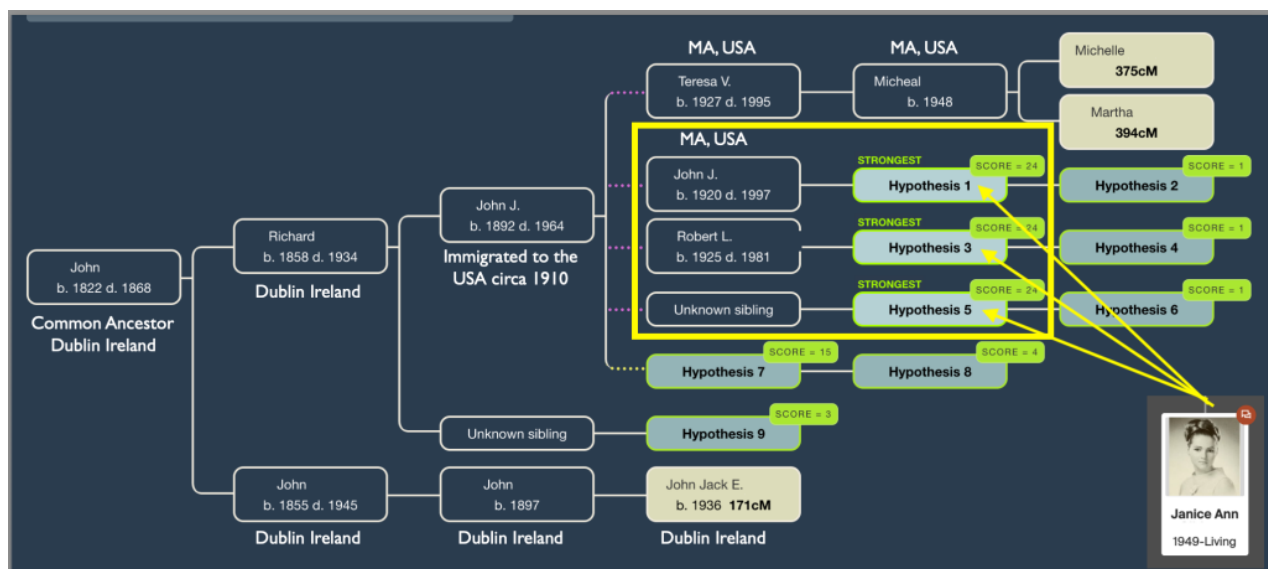 MA, USA
MA, USA
Teresa V.
b. 1927 d. 1995
Micheal
b. 1948
Michelle
375cM
Martha
394cM
MA, USA
John J.
b. 1920 d. 1997
STRONGEST
SCORE = 24
Hypothesis 1
SCORE = 1
Hypothesis 2
Robert L.
b. 1925 d. 1981
STRONGEST
SCORE = 24
Hypothesis 3
SCORE = 1
Hypothesis 4
Unknown sibling
STRONGEST
SCORE = 24
Hypothesis 5
SCORE = 1
Hypothesis 6
John J.
b. 1892 d. 1964
Immigrated to the
USA circa 1910
Richard
b. 1858 d. 1934
Dublin Ireland
John
b. 1822 d. 1868
Common Ancestor
Dublin Ireland
SCORE = 15
Hypothesis 7
SCORE = 4
Hypothesis 8
Unknown sibling
SCORE = 3
Hypothesis 9
John
b. 1855 d. 1945
Dublin Ireland
John
b. 1897
Dublin Ireland
John Jack E.
b. 1936 171cM
Dublin Ireland
Janice Ann
1949-Living